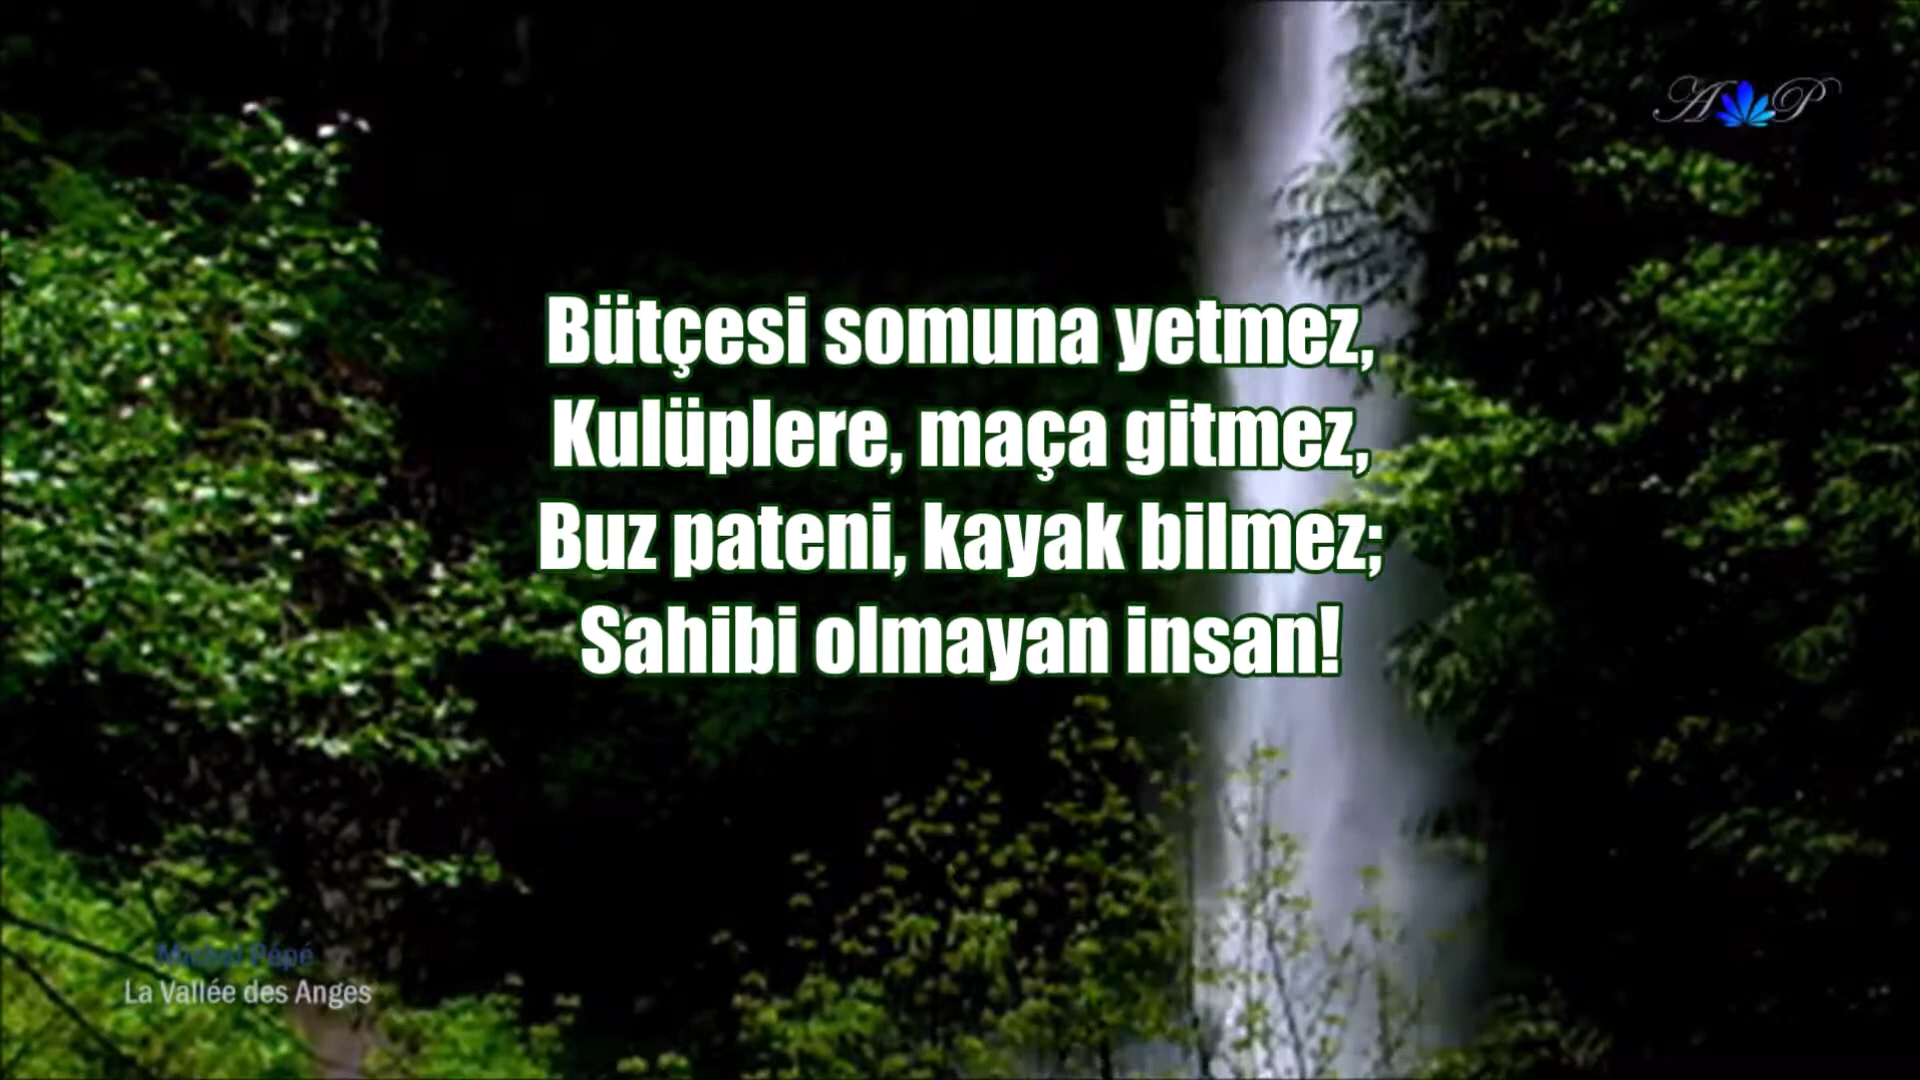 A P
Bütçesi somuna yetmez,
Kulüplere, maça gitmez,
Buz pateni, kayak bilmez;
Sahibi olmayan insan!
Michel Pépé
La Vallée des Anges